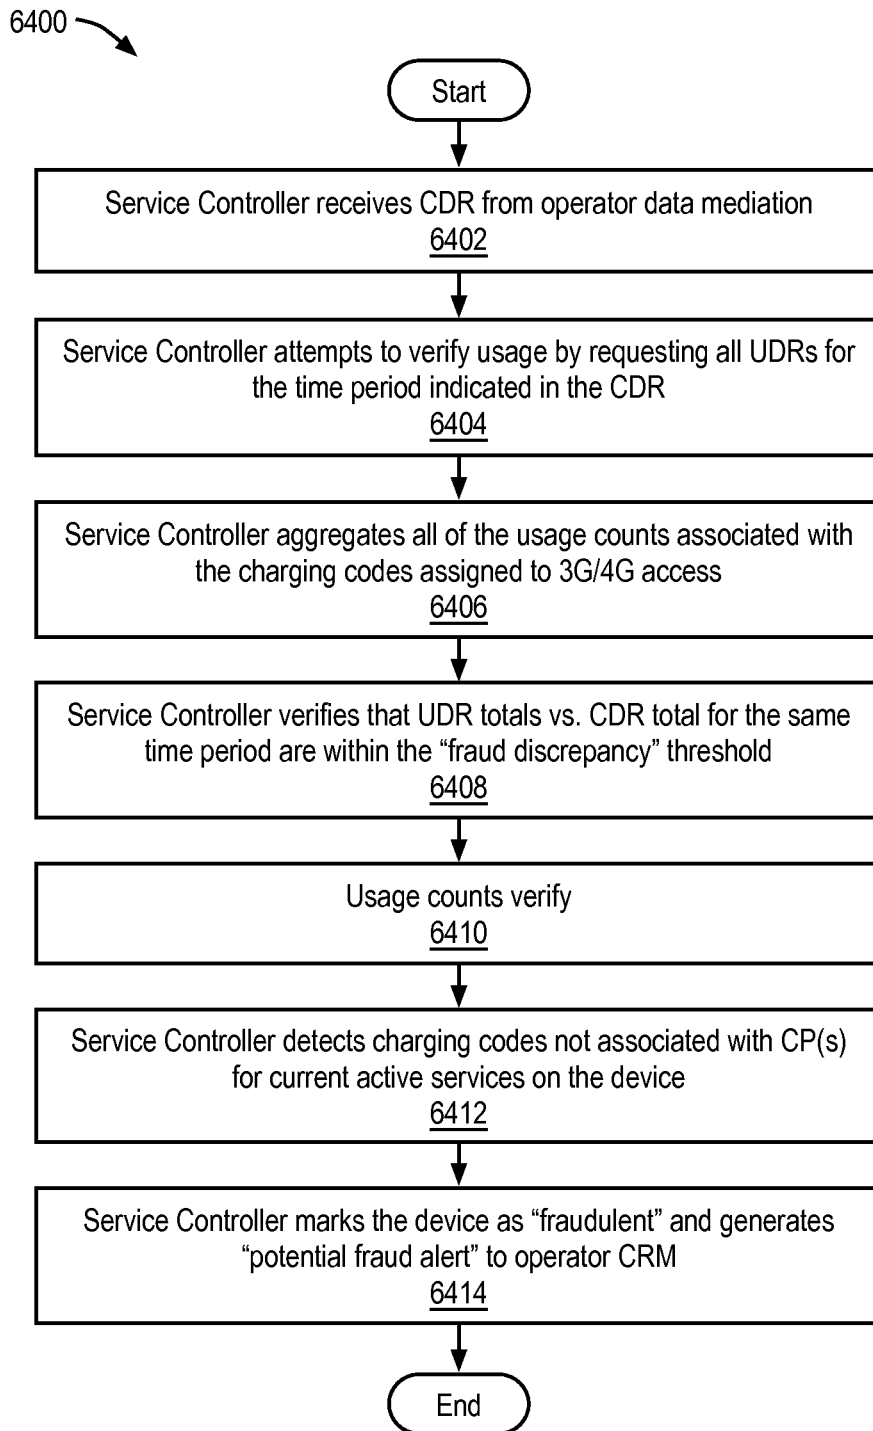 6400
Start
Service Controller receives CDR from operator data mediation
6402
Service Controller attempts to verify usage by requesting all UDRs for
the time period indicated in the CDR
6404
Service Controller aggregates all of the usage counts associated with
the charging codes assigned to 3G/4G access
6406
Service Controller verifies that UDR totals vs. CDR total for the same
time period are within the “fraud discrepancy” threshold
6408
Usage counts verify
6410
Service Controller detects charging codes not associated with CP(s)
for current active services on the device
6412
Service Controller marks the device as “fraudulent” and generates
“potential fraud alert” to operator CRM
6414
End